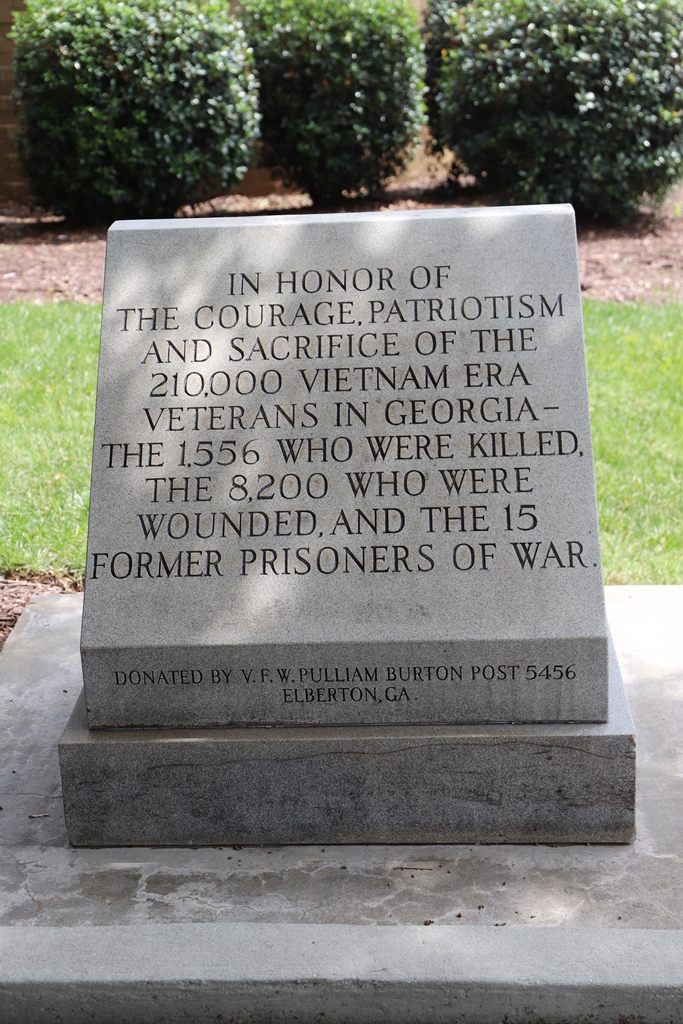 IN HONOR OF
THE COURAGE, PATRIOTISM
AND SACRIFICE OF THE
210,000 VIETNAM ERA
VETERANS IN GEORGIA–
THE 1,556 WHO WERE KILLED,
THE 8,200 WHO WERE
WOUNDED, AND THE 15
FORMER PRISONERS OF WAR.
DONATED BY V. F. W. PULLIAM BURTON POST 5456
ELBERTON, GA.